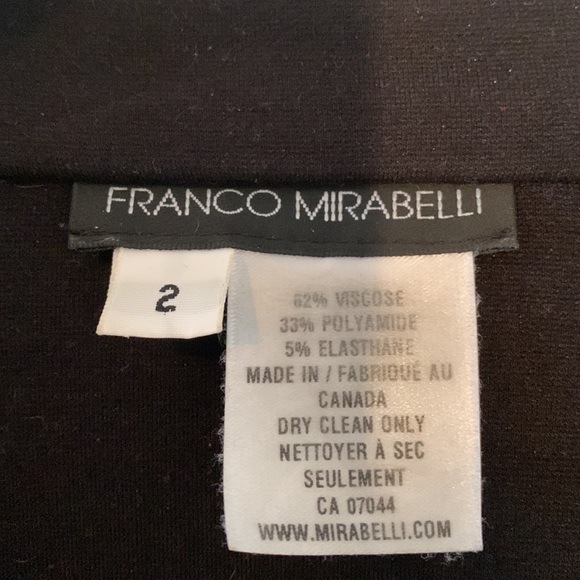 FRANCO MIRABELLI
2
62% VISCOSE
33% POLYAMIDE
5% ELASTHANE
MADE IN / FABRIQUÉ AU
CANADA
DRY CLEAN ONLY
NETTOYER À SEC
SEULEMENT
CA 07044
WWW.MIRABELLI.COM